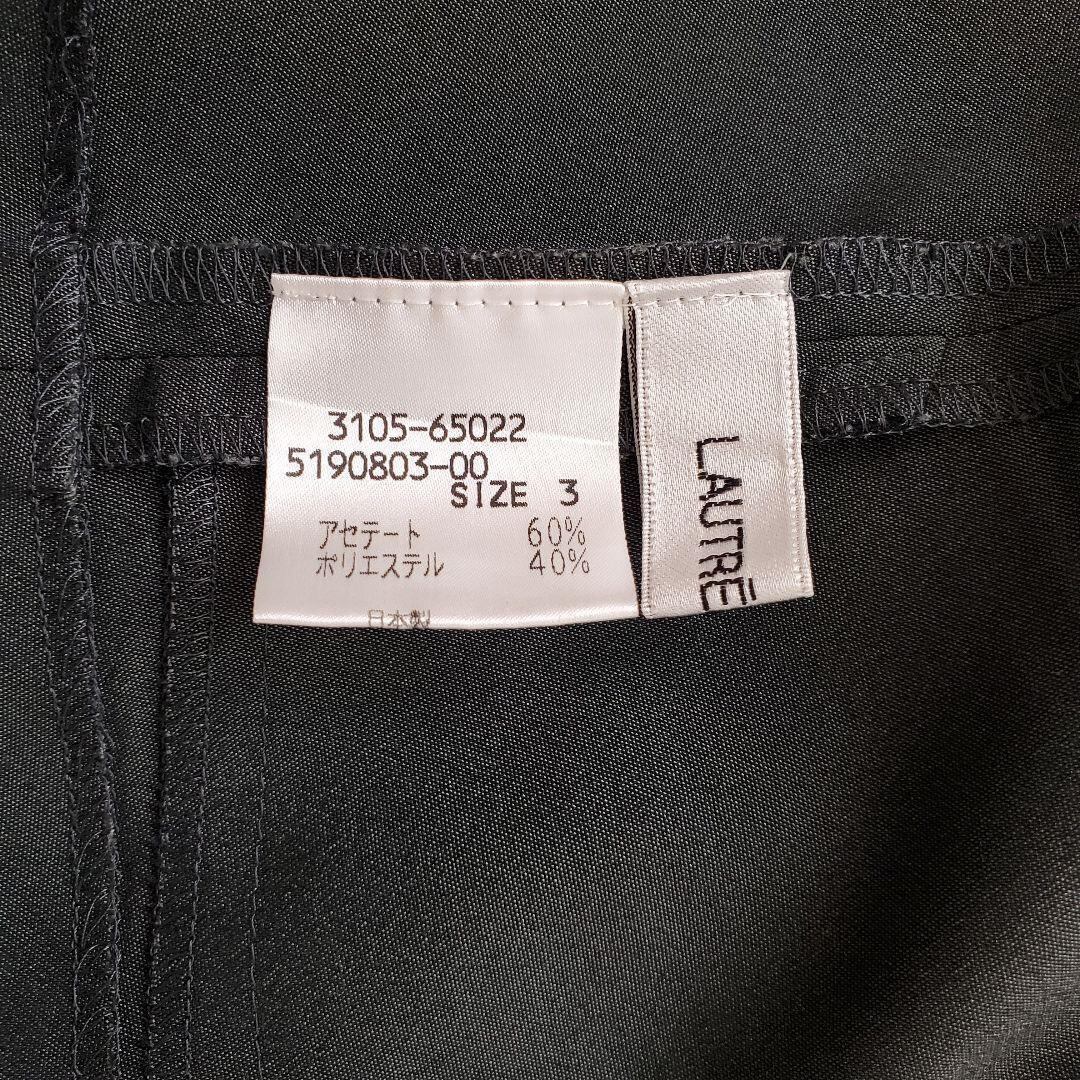 3105-65022
5190803-00
SIZE 3
アセテート 60%
ポリエステル 40%
日本製
LAUTRĒ